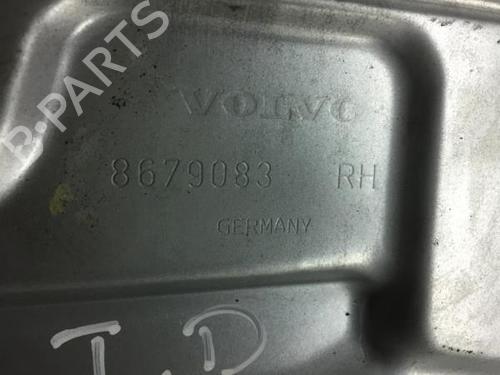 B-PARTS
VOLVO
8679083 RH
GERMANY
T.D